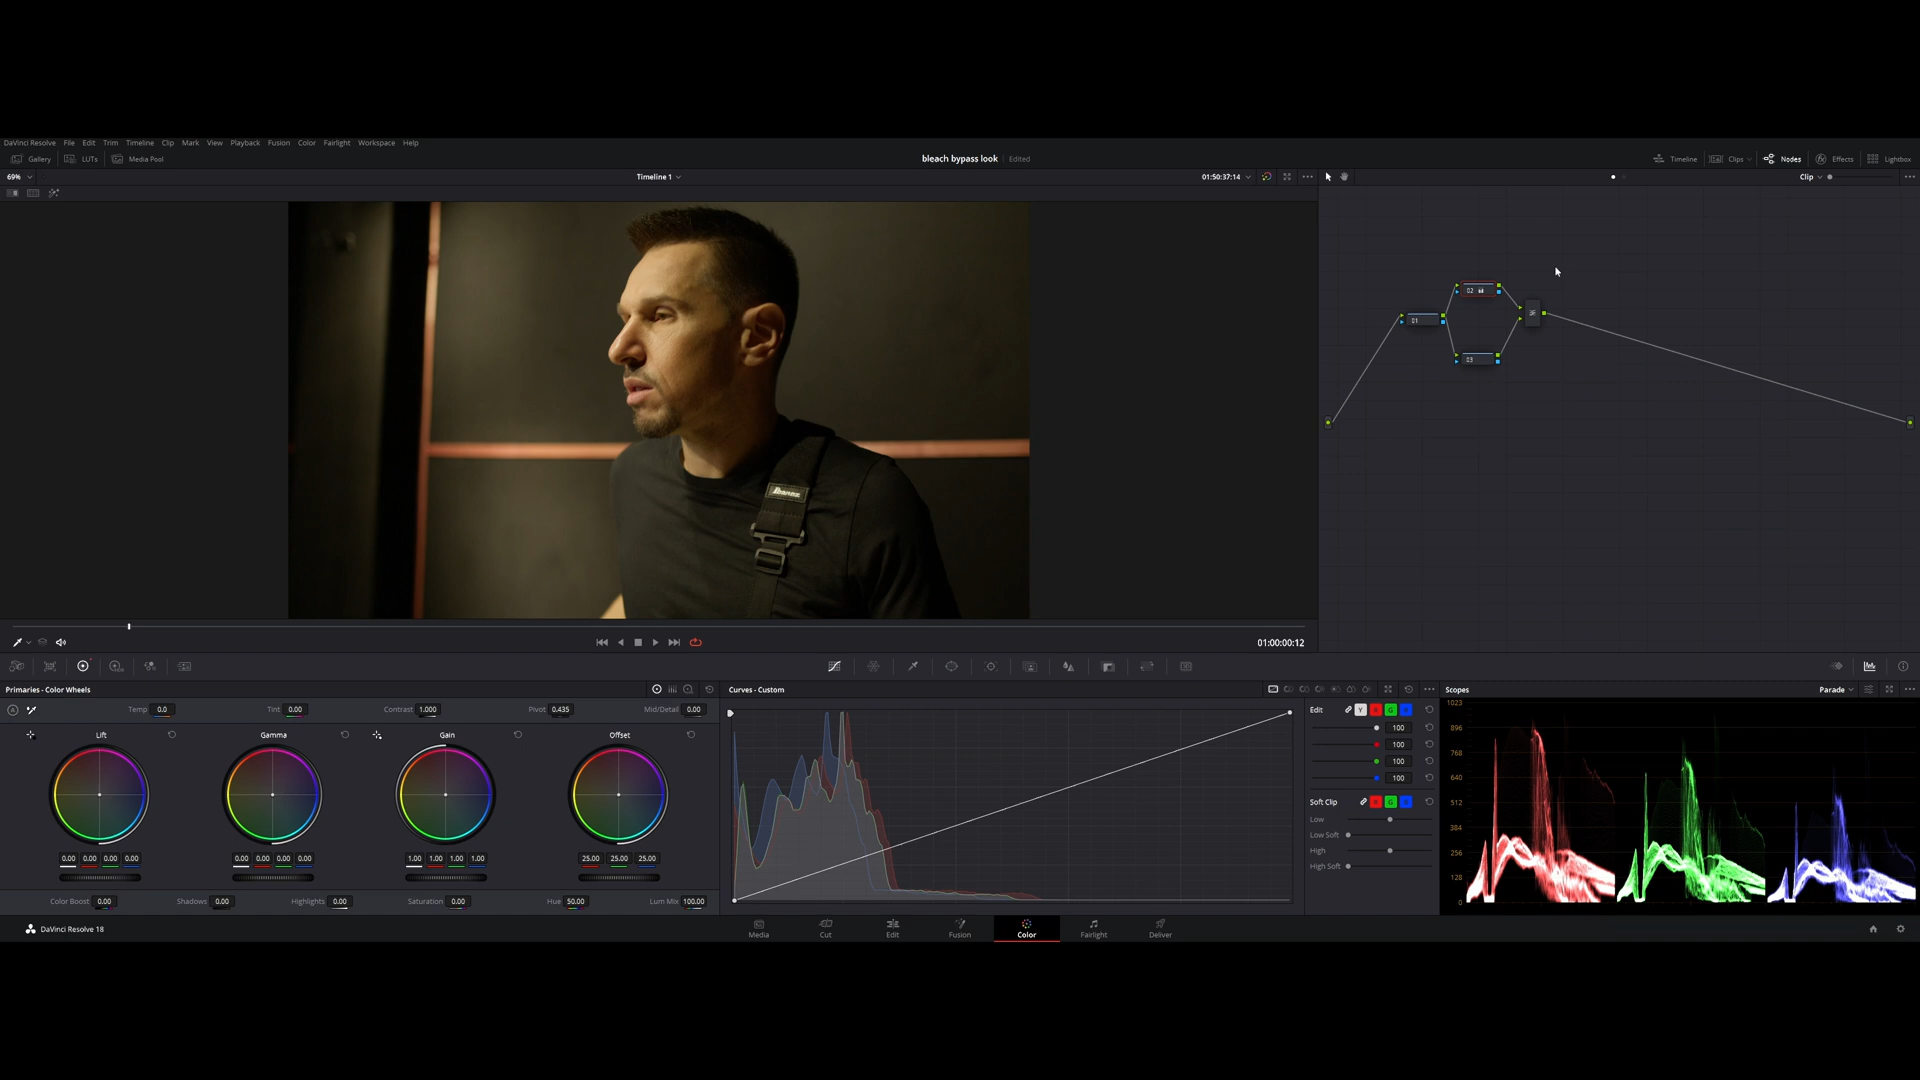 DaVinci Resolve File Edit Trim Timeline Clip Mark View Playback Fusion Color Fairlight Workspace Help
Gallery LUTs Media Pool bleach bypass look Edited Timeline Clips Nodes Effects Lightbox
69% Timeline 1 01:50:37:14 Clip
Ibanez
02
01
03
01:00:00:12
Primaries - Color Wheels Curves - Custom Scopes Parade
Temp 0.0 Tint 0.00 Contrast 1.000 Pivot 0.435 Mid/Detail 0.00
Lift Gamma Gain Offset
0.00 0.00 0.00 0.00 0.00 0.00 0.00 0.00 1.00 1.00 1.00 1.00 25.00 25.00 25.00
Color Boost 0.00 Shadows 0.00 Highlights 0.00 Saturation 0.00 Hue 50.00 Lum Mix 100.00
Edit Y R G B
100
100
100
100
Soft Clip R G B
Low
Low Soft
High
High Soft
1023
896
768
640
512
384
256
128
0
DaVinci Resolve 18 Media Cut Edit Fusion Color Fairlight Deliver